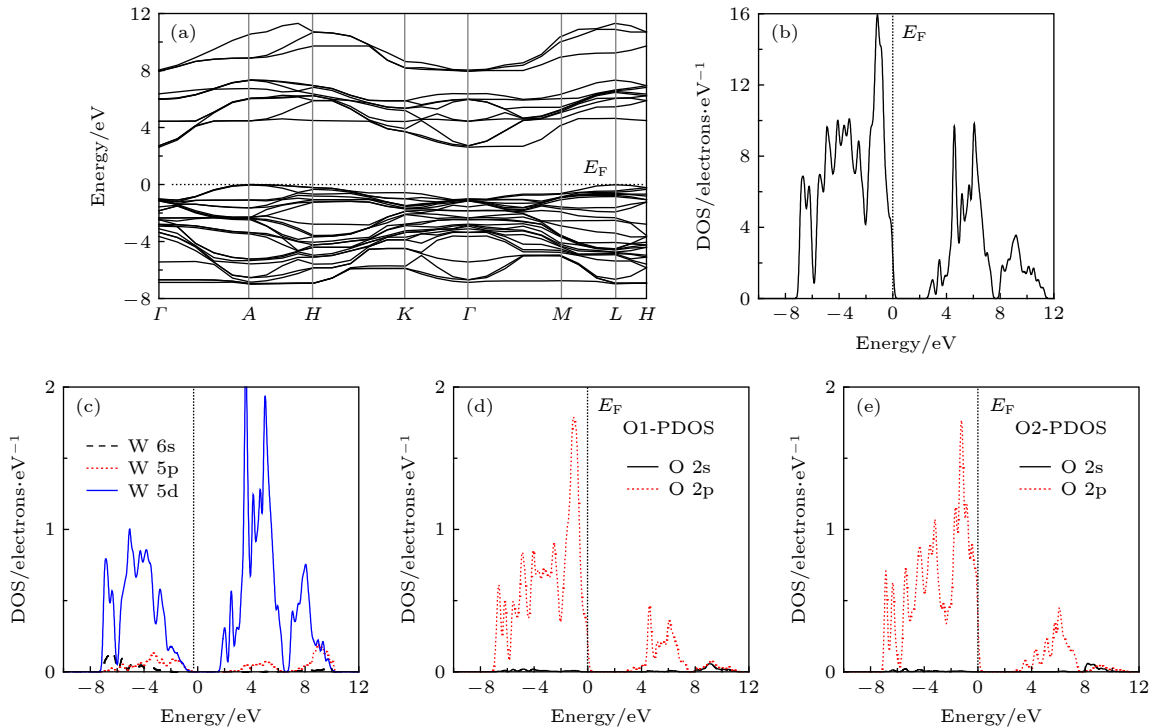 (a)
Energy/eV
12
8
4
0
−4
−8
E_F
Γ A H K Γ M L H
(b)
E_F
DOS/electrons·eV⁻¹
16
12
8
4
0
−8 −4 0 4 8 12
Energy/eV
(c)
W 6s
W 5p
W 5d
DOS/electrons·eV⁻¹
2
1
0
−8 −4 0 4 8 12
Energy/eV
(d)
E_F
O1-PDOS
O 2s
O 2p
DOS/electrons·eV⁻¹
2
1
0
−8 −4 0 4 8 12
Energy/eV
(e)
E_F
O2-PDOS
O 2s
O 2p
DOS/electrons·eV⁻¹
2
1
0
−8 −4 0 4 8 12
Energy/eV